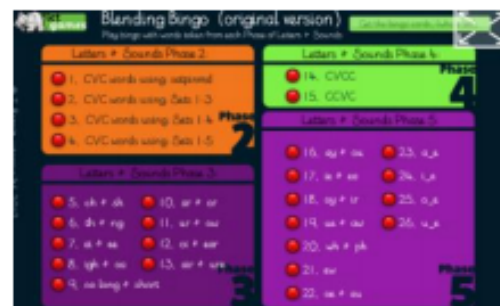 games
Blending Bingo (original version)
Play bingo with words taken from each Phase of Letters + Sounds
Letters + Sounds Phase 2:
1. CVC words using: satpinmd
2. CVC words using: Sets 1-3
3. CVC words using: Sets 1-4
4. CVC words using: Sets 1-5
Phase 2
Letters + Sounds Phase 3:
5. ch + sh
6. th + ng
7. ai + ee
8. igh + oa
9. oo long + short
10. ar + or
11. ur + ow
12. oi + ear
13. air + ure
Phase 3
Letters + Sounds Phase 4:
14. CVCC
15. CCVC
Phase 4
Letters + Sounds Phase 5:
16. ay + ou
17. ie + ea
18. oy + ir
19. ue + aw
20. wh + ph
21. ew
22. oe + au
23. a_e
24. i_e
25. o_e
26. u_e
Phase 5